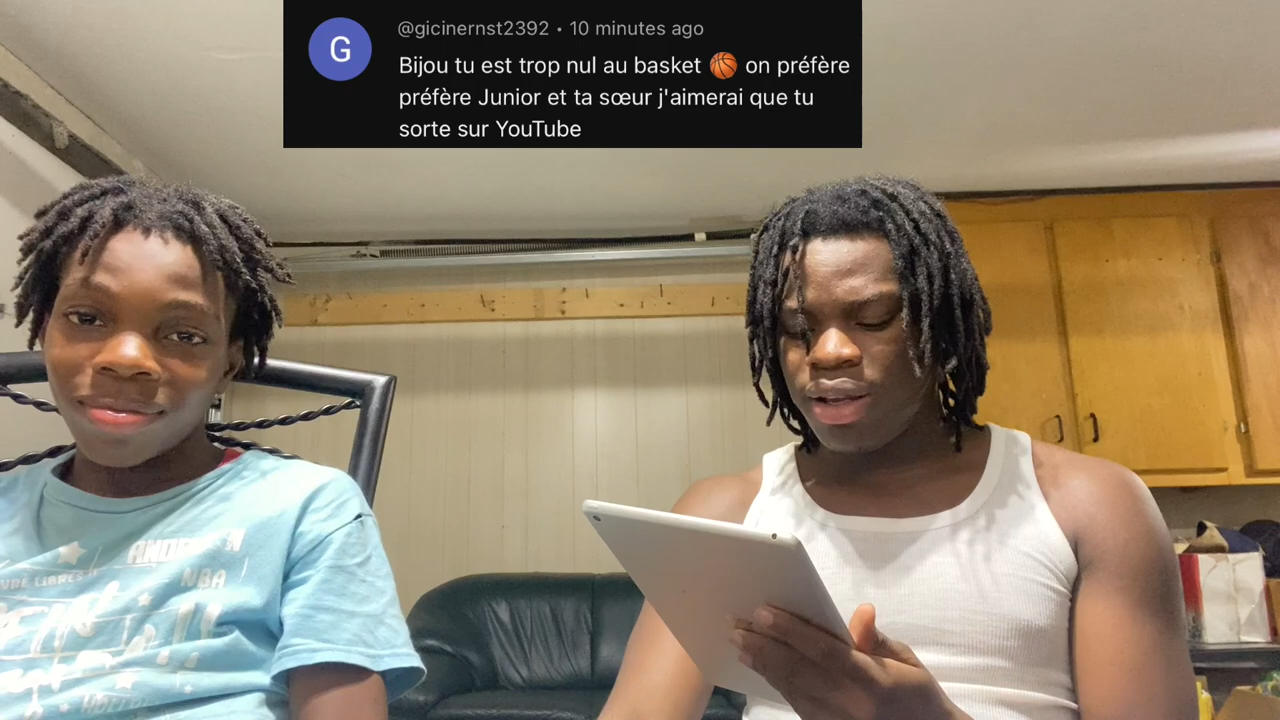 G
@gicinernst2392 • 10 minutes ago
Bijou tu est trop nul au basket 🏀 on préfère
préfère Junior et ta sœur j'aimerai que tu
sorte sur YouTube
NBA